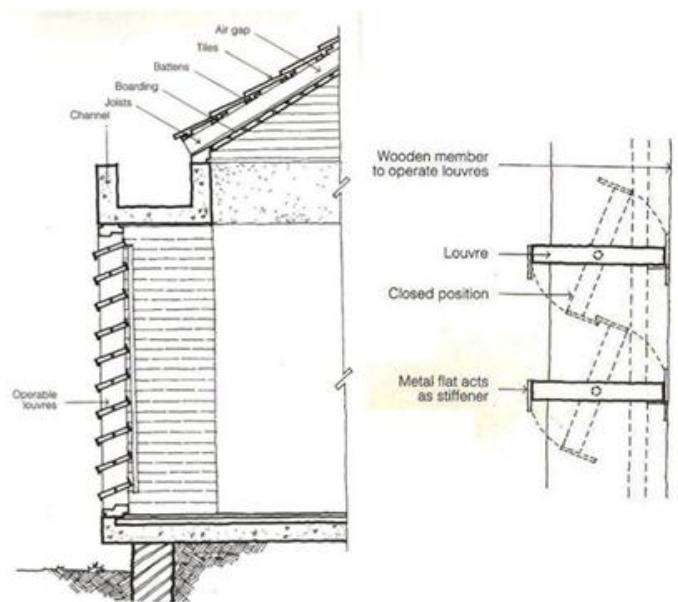 Air gap
Tiles
Battens
Boarding
Joists
Channel
Operable
louvres
Wooden member
to operate louvres
Louvre
Closed position
Metal flat acts
as stiffener